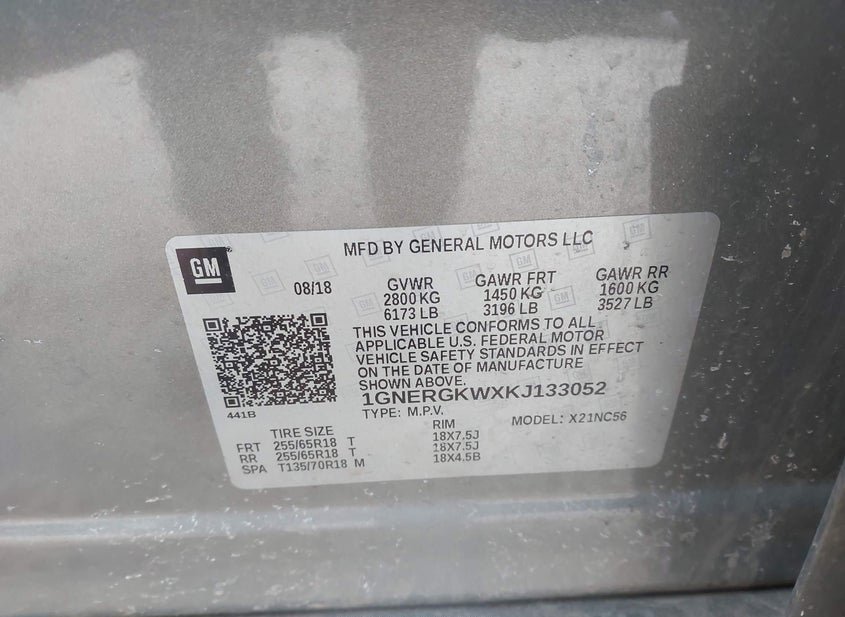 GM
MFD BY GENERAL MOTORS LLC
08/18
GVWR GAWR FRT GAWR RR
2800 KG 1450 KG 1600 KG
6173 LB 3196 LB 3527 LB
THIS VEHICLE CONFORMS TO ALL
APPLICABLE U.S. FEDERAL MOTOR
VEHICLE SAFETY STANDARDS IN EFFECT
ON THE DATE OF MANUFACTURE
SHOWN ABOVE.
1GNERGKWXKJ133052
441B
TYPE: M.P.V. MODEL: X21NC56
TIRE SIZE RIM
FRT 255/65R18 T 18X7.5J
RR 255/65R18 T 18X7.5J
SPA T135/70R18 M 18X4.5B